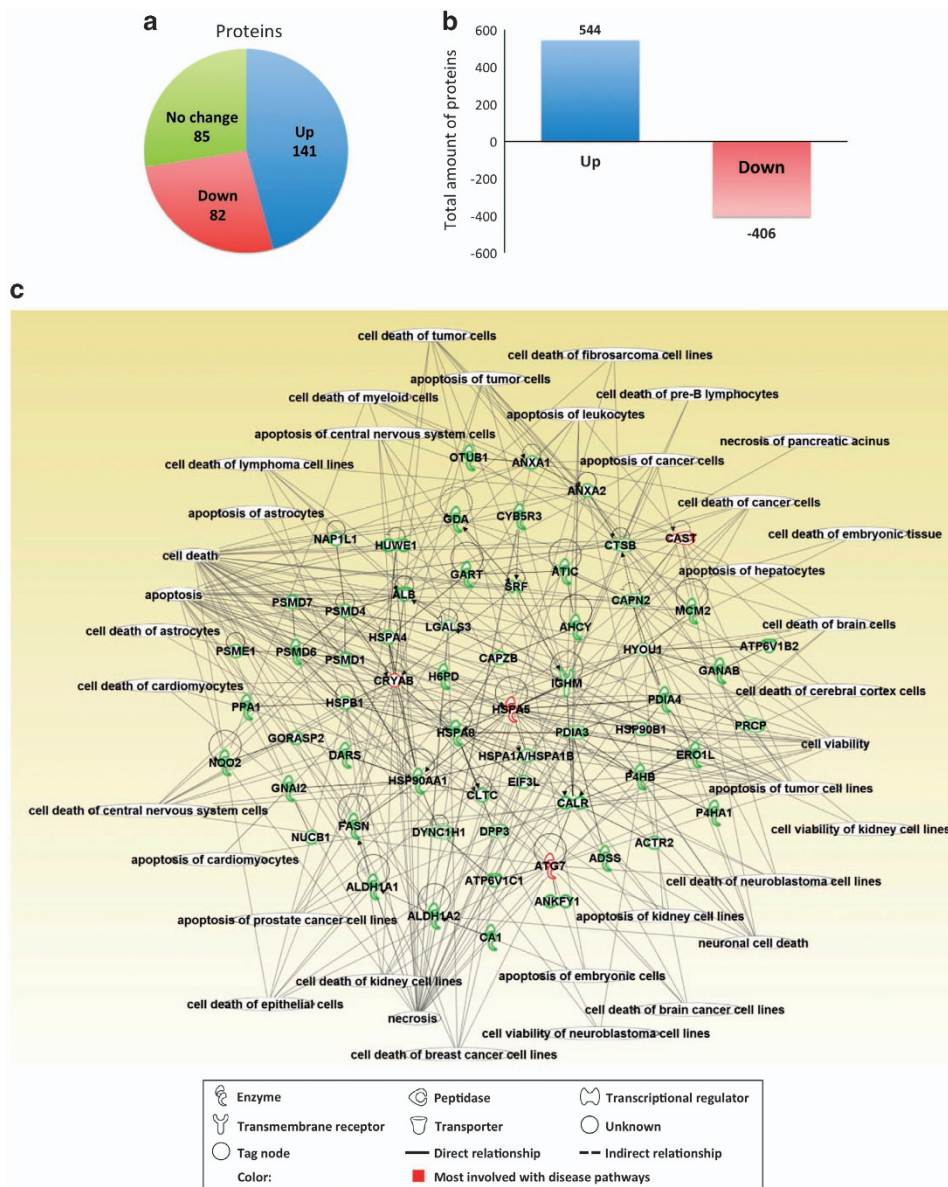 a
Proteins
No change
85
Up
141
Down
82
b
Total amount of proteins
600
400
200
0
-200
-400
-600
544
Up
Down
-406
c
cell death of tumor cells
cell death of fibrosarcoma cell lines
apoptosis of tumor cells
cell death of myeloid cells
cell death of pre-B lymphocytes
apoptosis of leukocytes
apoptosis of central nervous system cells
necrosis of pancreatic acinus
OTUB1
ANXA1
apoptosis of cancer cells
cell death of lymphoma cell lines
ANXA2
cell death of cancer cells
apoptosis of astrocytes
GDA
CYB5R3
cell death of embryonic tissue
NAP1L1
HUWE1
CTSB
CAST
cell death
GART
SRF
ATIC
apoptosis of hepatocytes
apoptosis
ALB
CAPN2
MCM2
PSMD7
PSMD4
LGALS3
AHCY
cell death of brain cells
cell death of astrocytes
HSPA4
ATP6V1B2
PSME1
PSMD6
PSMD1
CAPZB
HYOU1
GANAB
CRYAB
H6PD
IGHM
cell death of cardiomyocytes
PDIA4
cell death of cerebral cortex cells
PPA1
HSPB1
HSPA5
PRCP
GORASP2
HSPA8
PDIA3
HSP90B1
cell viability
NQO2
DARS
HSPA1A/HSPA1B
ERO1L
HSP90AA1
EIF3L
P4HB
GNAI2
CLTC
apoptosis of tumor cell lines
cell death of central nervous system cells
CALR
P4HA1
NUCB1
FASN
DYNC1H1
DPP3
cell viability of kidney cell lines
ACTR2
apoptosis of cardiomyocytes
ATG7
ADSS
ALDH1A1
ATP6V1C1
cell death of neuroblastoma cell lines
ANKFY1
apoptosis of prostate cancer cell lines
ALDH1A2
apoptosis of kidney cell lines
CA1
neuronal cell death
cell death of kidney cell lines
apoptosis of embryonic cells
cell death of epithelial cells
cell death of brain cancer cell lines
necrosis
cell viability of neuroblastoma cell lines
cell death of breast cancer cell lines
Enzyme
Peptidase
Transcriptional regulator
Transmembrane receptor
Transporter
Unknown
Tag node
Direct relationship
Indirect relationship
Color:
Most involved with disease pathways